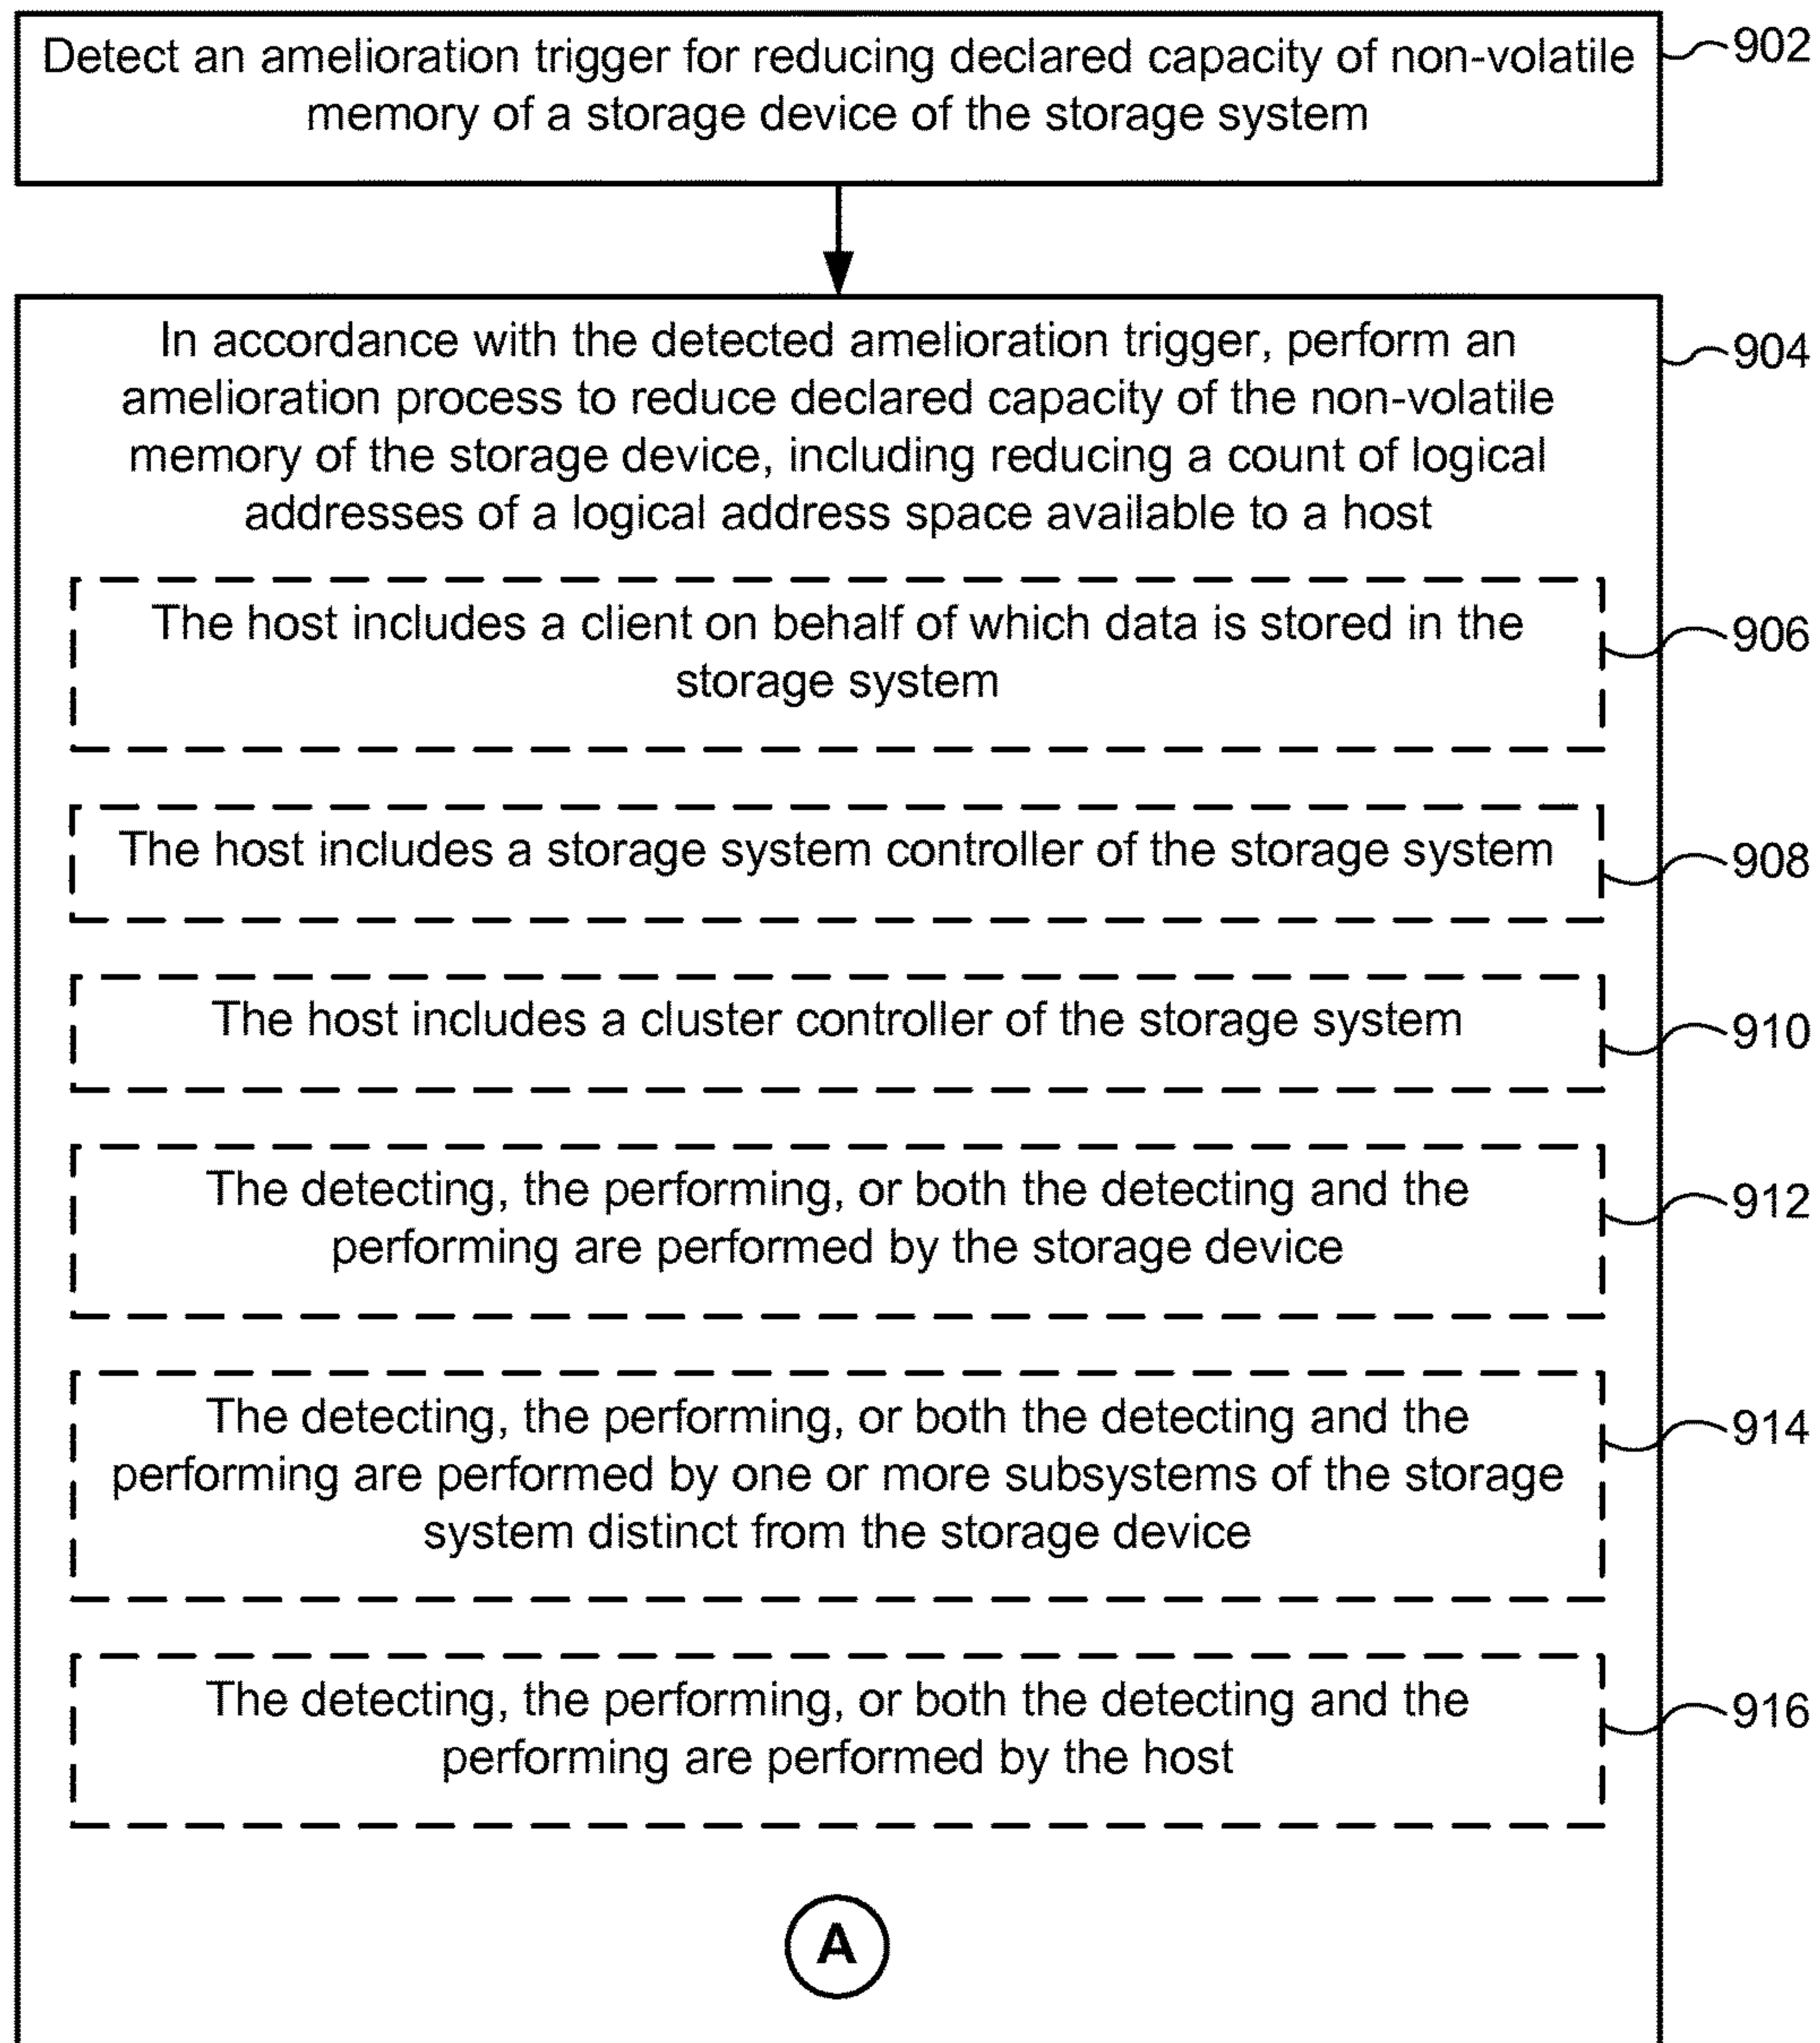 Detect an amelioration trigger for reducing declared capacity of non-volatile
memory of a storage device of the storage system
902
In accordance with the detected amelioration trigger, perform an
amelioration process to reduce declared capacity of the non-volatile
memory of the storage device, including reducing a count of logical
addresses of a logical address space available to a host
904
The host includes a client on behalf of which data is stored in the
storage system
906
The host includes a storage system controller of the storage system
908
The host includes a cluster controller of the storage system
910
The detecting, the performing, or both the detecting and the
performing are performed by the storage device
912
The detecting, the performing, or both the detecting and the
performing are performed by one or more subsystems of the storage
system distinct from the storage device
914
The detecting, the performing, or both the detecting and the
performing are performed by the host
916
A